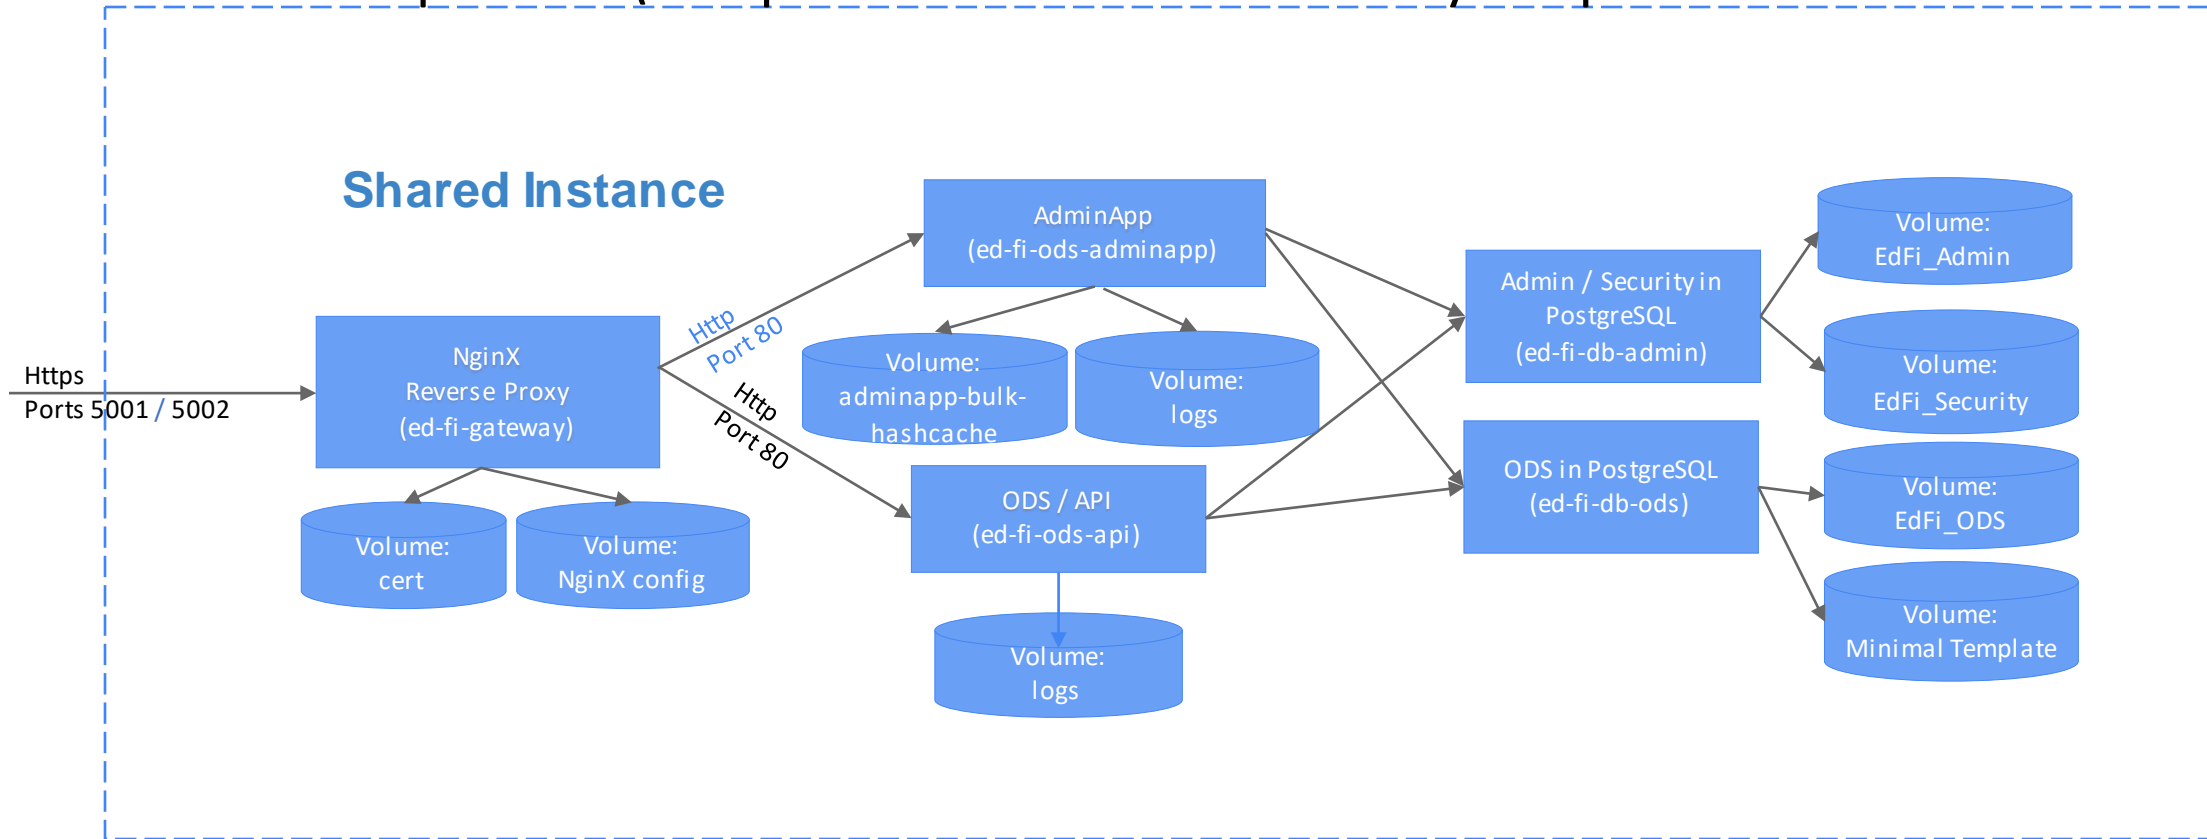 Shared Instance
Https
Ports 5001 / 5002
NginX
Reverse Proxy
(ed-fi-gateway)
Volume:
cert
Volume:
NginX config
Http
Port 80
Http
Port 80
AdminApp
(ed-fi-ods-adminapp)
Volume:
adminapp-bulk-
hashcache
Volume:
logs
ODS / API
(ed-fi-ods-api)
Volume:
logs
Admin / Security in
PostgreSQL
(ed-fi-db-admin)
ODS in PostgreSQL
(ed-fi-db-ods)
Volume:
EdFi_Admin
Volume:
EdFi_Security
Volume:
EdFi_ODS
Volume:
Minimal Template